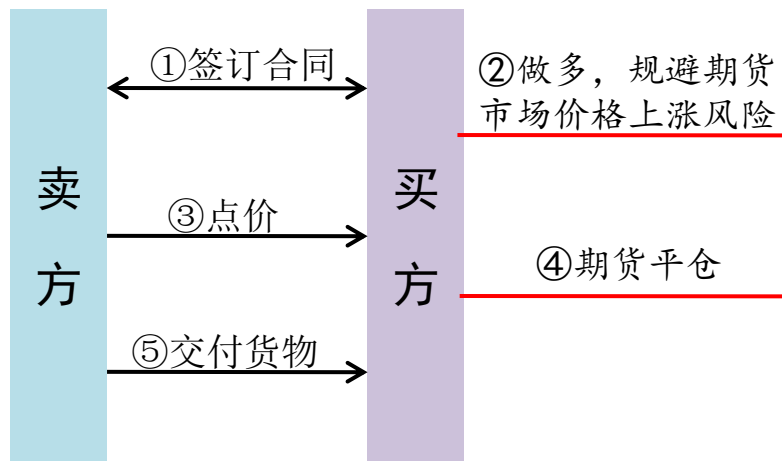 ①签订合同
②做多，规避期货
市场价格上涨风险
卖
方
买
方
③点价
④期货平仓
⑤交付货物